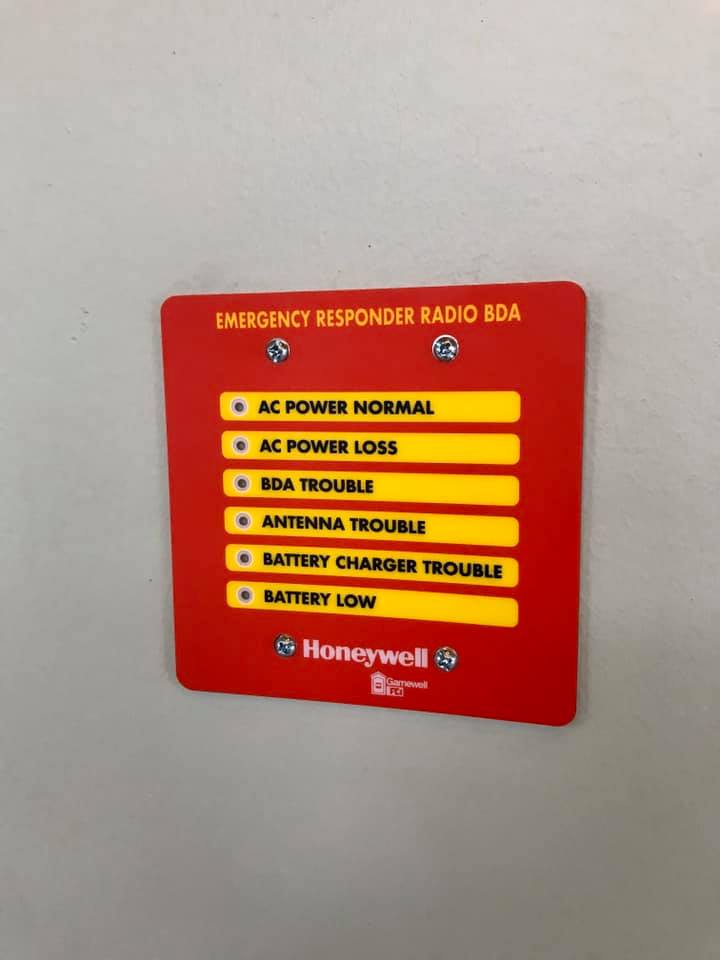 EMERGENCY RESPONDER RADIO BDA
AC POWER NORMAL
AC POWER LOSS
BDA TROUBLE
ANTENNA TROUBLE
BATTERY CHARGER TROUBLE
BATTERY LOW
Honeywell
Gamewell
FCI